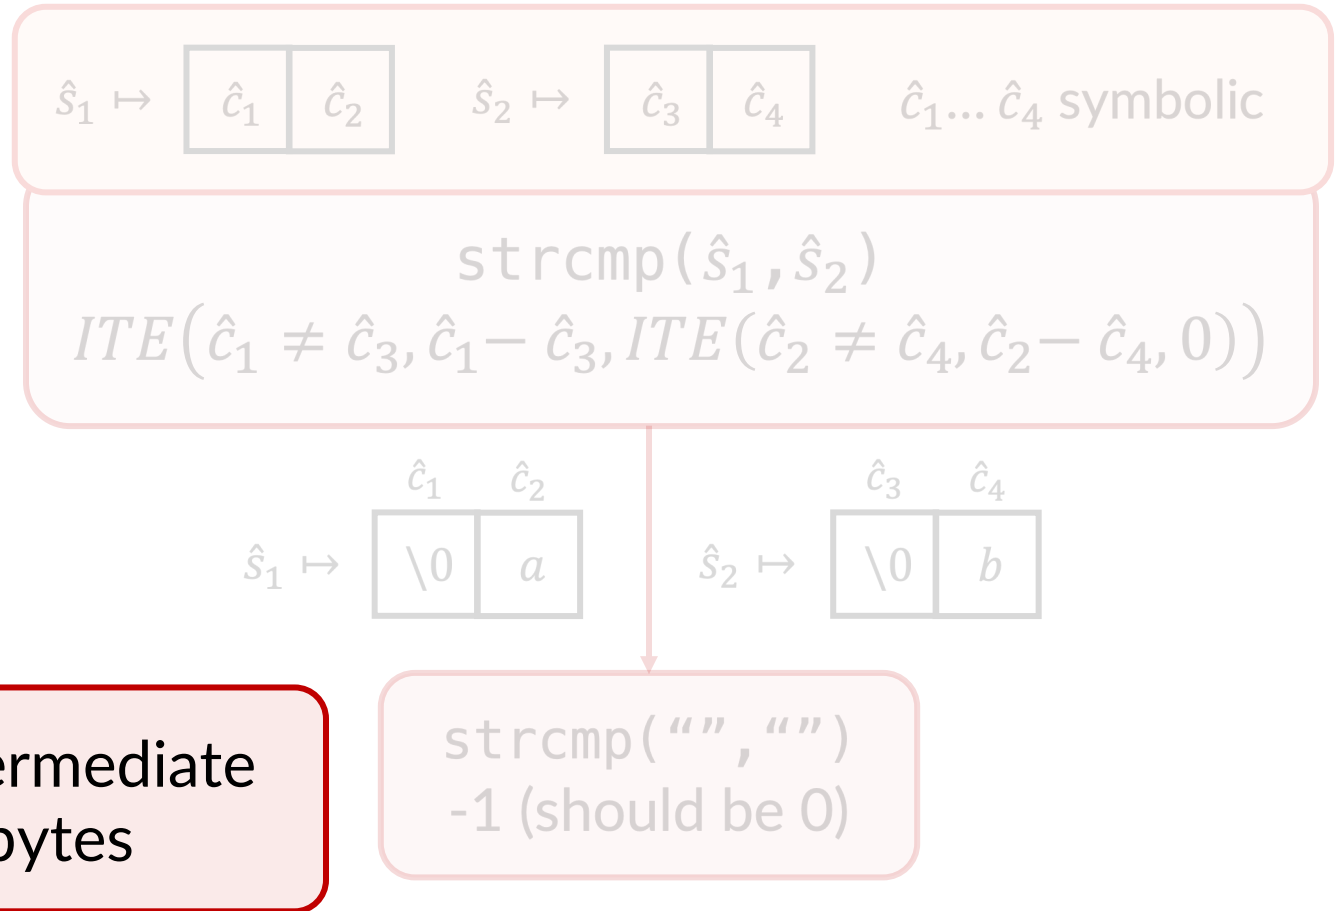 ŝ₁ ↦ ĉ₁ ĉ₂ ŝ₂ ↦ ĉ₃ ĉ₄ ĉ₁... ĉ₄ symbolic
strcmp(ŝ₁,ŝ₂)
ITE(ĉ₁ ≠ ĉ₃,ĉ₁− ĉ₃,ITE(ĉ₂ ≠ ĉ₄,ĉ₂− ĉ₄,0))
ĉ₁ ĉ₂ ĉ₃ ĉ₄
ŝ₁ ↦ \0 a ŝ₂ ↦ \0 b
strcmp(“”,“”)
-1 (should be 0)
ermediate
bytes